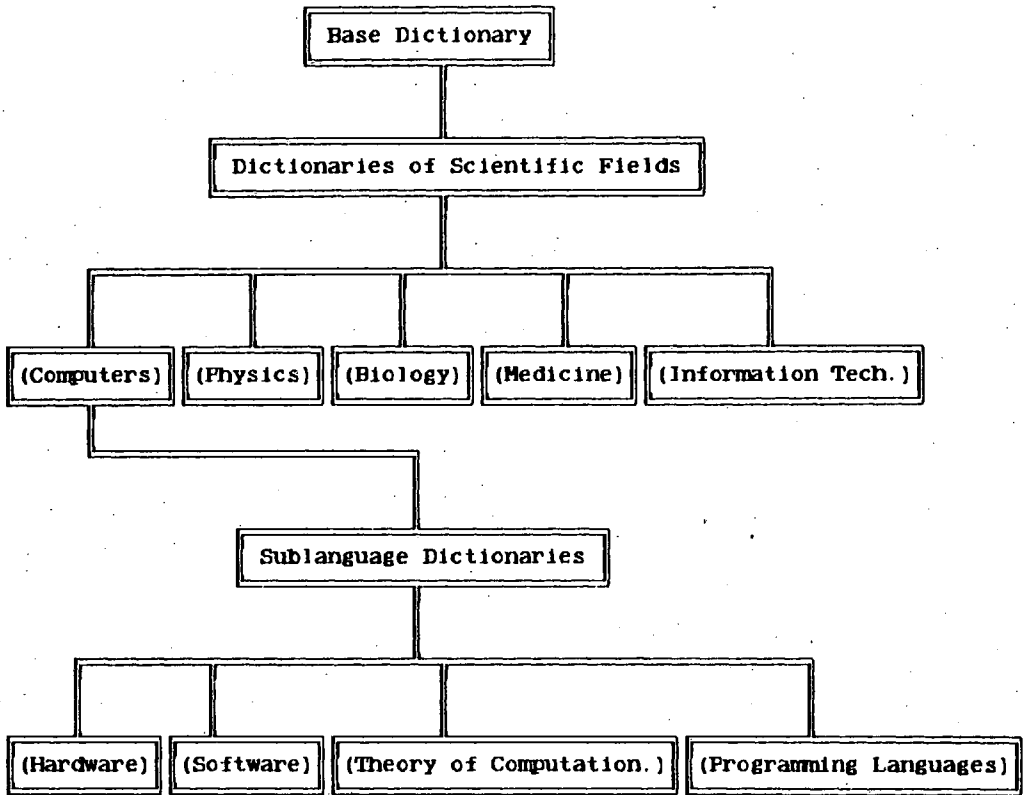 Base Dictionary
Dictionaries of Scientific Fields
(Computers) (Physics) (Biology) (Medicine) (Information Tech.)
Sublanguage Dictionaries
(Hardware) (Software) (Theory of Computation.) (Programming Languages)